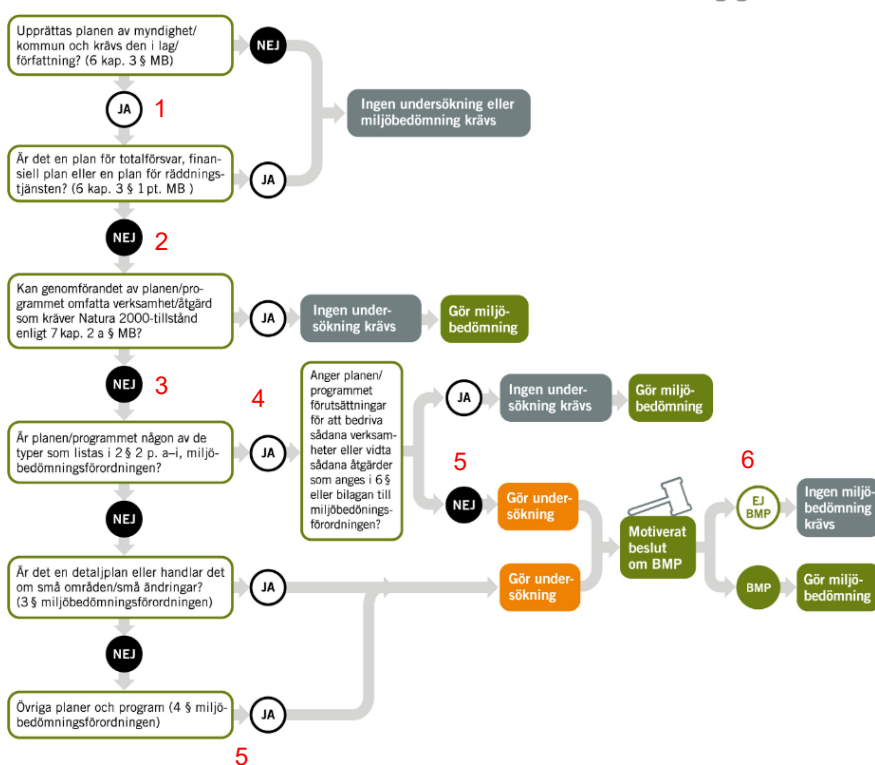 Upprättas planen av myndighet/
kommun och krävs den i lag/
författning? (6 kap. 3 § MB)
NEJ
JA
1
Ingen undersökning eller
miljöbedömning krävs
Är det en plan för totalförsvar, finan-
siell plan eller en plan för räddnings-
tjänsten? (6 kap. 3 § 1 pt. MB )
JA
NEJ
2
Kan genomförandet av planen/pro-
grammet omfatta verksamhet/åtgärd
som kräver Natura 2000-tillstånd
enligt 7 kap. 2 a § MB?
JA
Ingen under-
sökning krävs
Gör miljö-
bedömning
NEJ
3
4
Är planen/programmet någon av de
typer som listas i 2 § 2 p. a–i, miljö-
bedömningsförordningen?
JA
Anger planen/
programmet
förutsättningar
för att bedriva
sådana verksam-
heter eller vidta
sådana åtgärder
som anges i 6 §
eller bilagan till
miljöbedönings-
förordningen?
JA
Ingen under-
sökning krävs
Gör miljö-
bedömning
5
NEJ
Gör under-
sökning
Motiverat
beslut
om BMP
6
EJ
BMP
Ingen miljö-
bedömning
krävs
BMP
Gör miljö-
bedömning
NEJ
Är det en detaljplan eller handlar det
om små områden/små ändringar?
(3 § miljöbedömningsförordningen)
JA
Gör under-
sökning
NEJ
Övriga planer och program (4 § miljö-
bedömningsförordningen)
JA
5